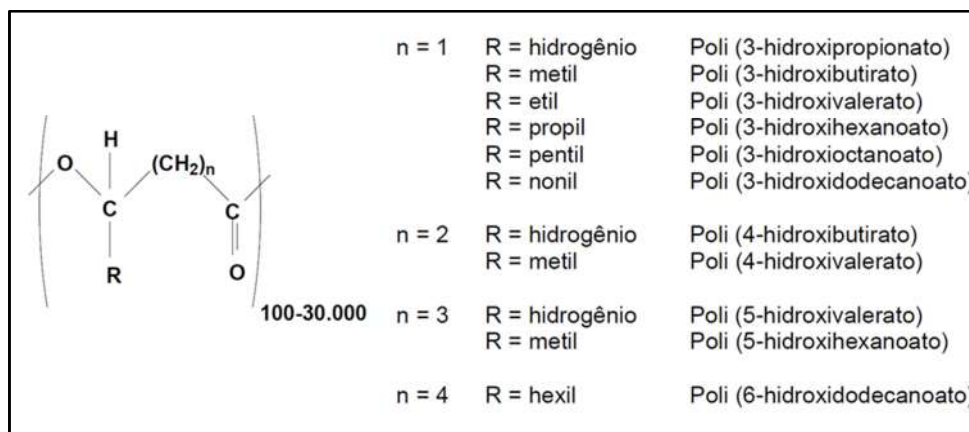 H
O
(CH₂)ₙ
C
C
R
O
100-30.000
n = 1 R = hidrogênio Poli (3-hidroxipropionato)
R = metil Poli (3-hidroxibutirato)
R = etil Poli (3-hidroxivalerato)
R = propil Poli (3-hidroxihexanoato)
R = pentil Poli (3-hidroxioctanoato)
R = nonil Poli (3-hidroxidodecanoato)
n = 2 R = hidrogênio Poli (4-hidroxibutirato)
R = metil Poli (4-hidroxivalerato)
n = 3 R = hidrogênio Poli (5-hidroxivalerato)
R = metil Poli (5-hidroxihexanoato)
n = 4 R = hexil Poli (6-hidroxidodecanoato)